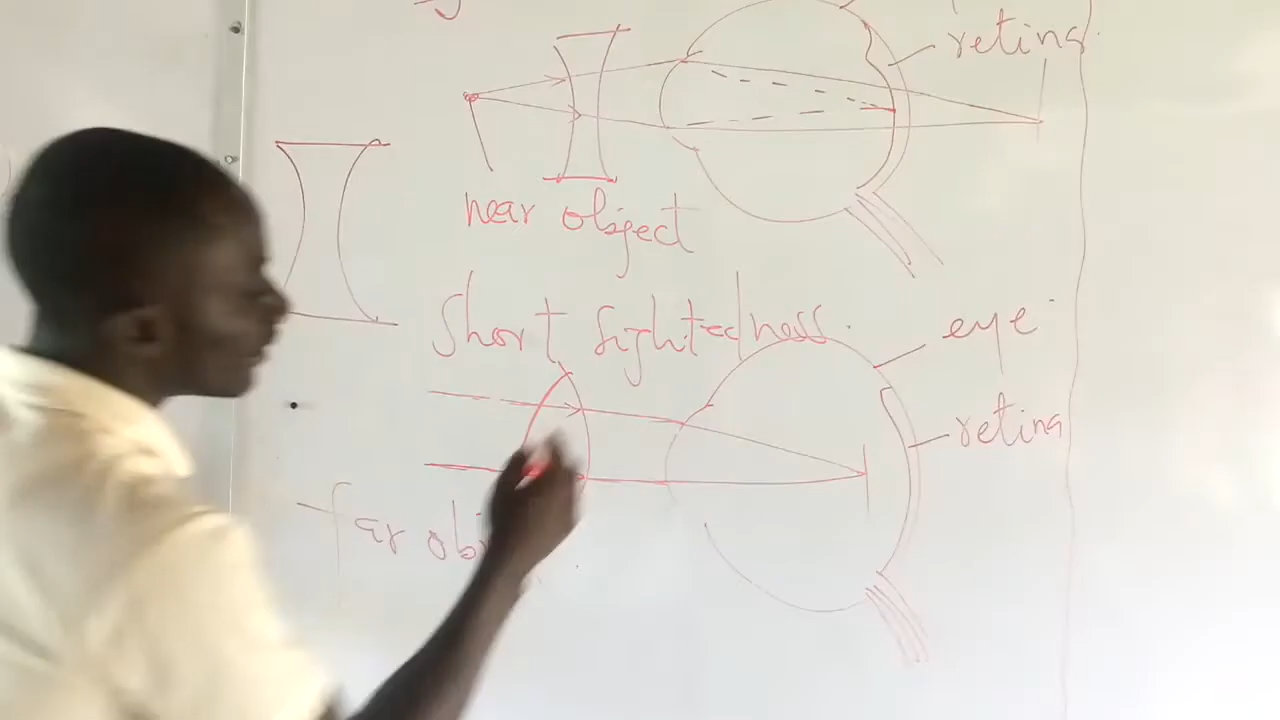 retina.
near object
short sightedness.
eye
retina
far obj